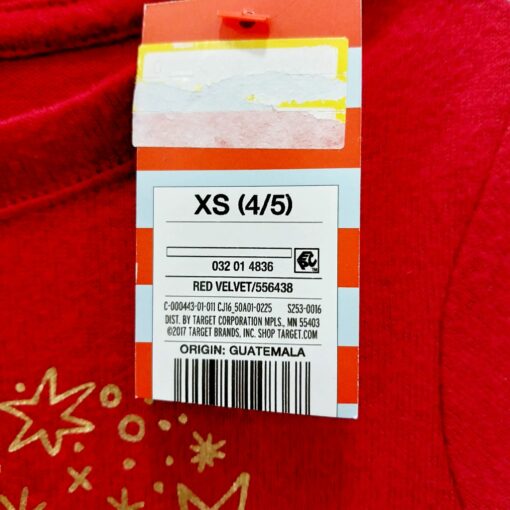 XS (4/5)
032 01 4836
RED VELVET/556438
C-000443-01-011 CJ16_50A01-0225 S253-0016
DIST. BY TARGET CORPORATION MPLS., MN 55403
©2017 TARGET BRANDS, INC. SHOP TARGET.COM
ORIGIN: GUATEMALA